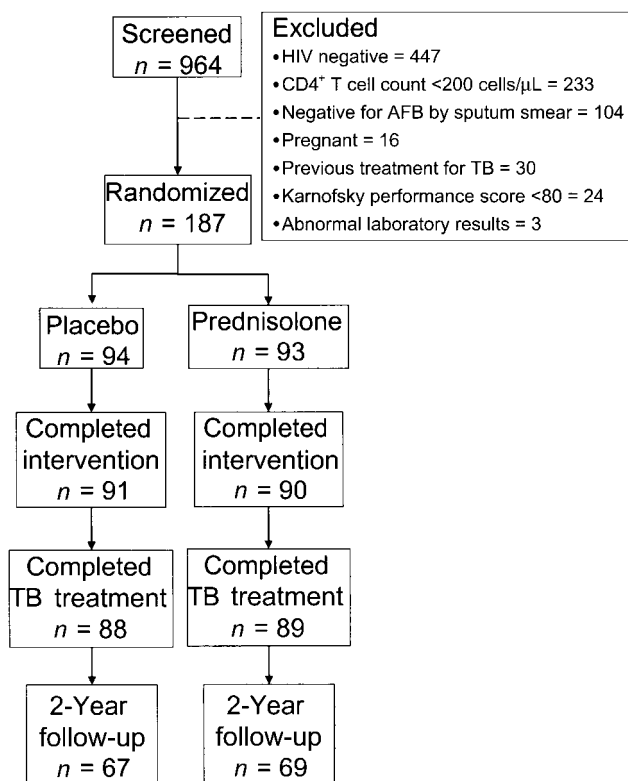 Screened
n = 964
Excluded
•HIV negative = 447
•CD4⁺ T cell count <200 cells/μL = 233
•Negative for AFB by sputum smear = 104
•Pregnant = 16
•Previous treatment for TB = 30
•Karnofsky performance score <80 = 24
•Abnormal laboratory results = 3
Randomized
n = 187
Placebo
n = 94
Prednisolone
n = 93
Completed
intervention
n = 91
Completed
intervention
n = 90
Completed
TB treatment
n = 88
Completed
TB treatment
n = 89
2-Year
follow-up
n = 67
2-Year
follow-up
n = 69